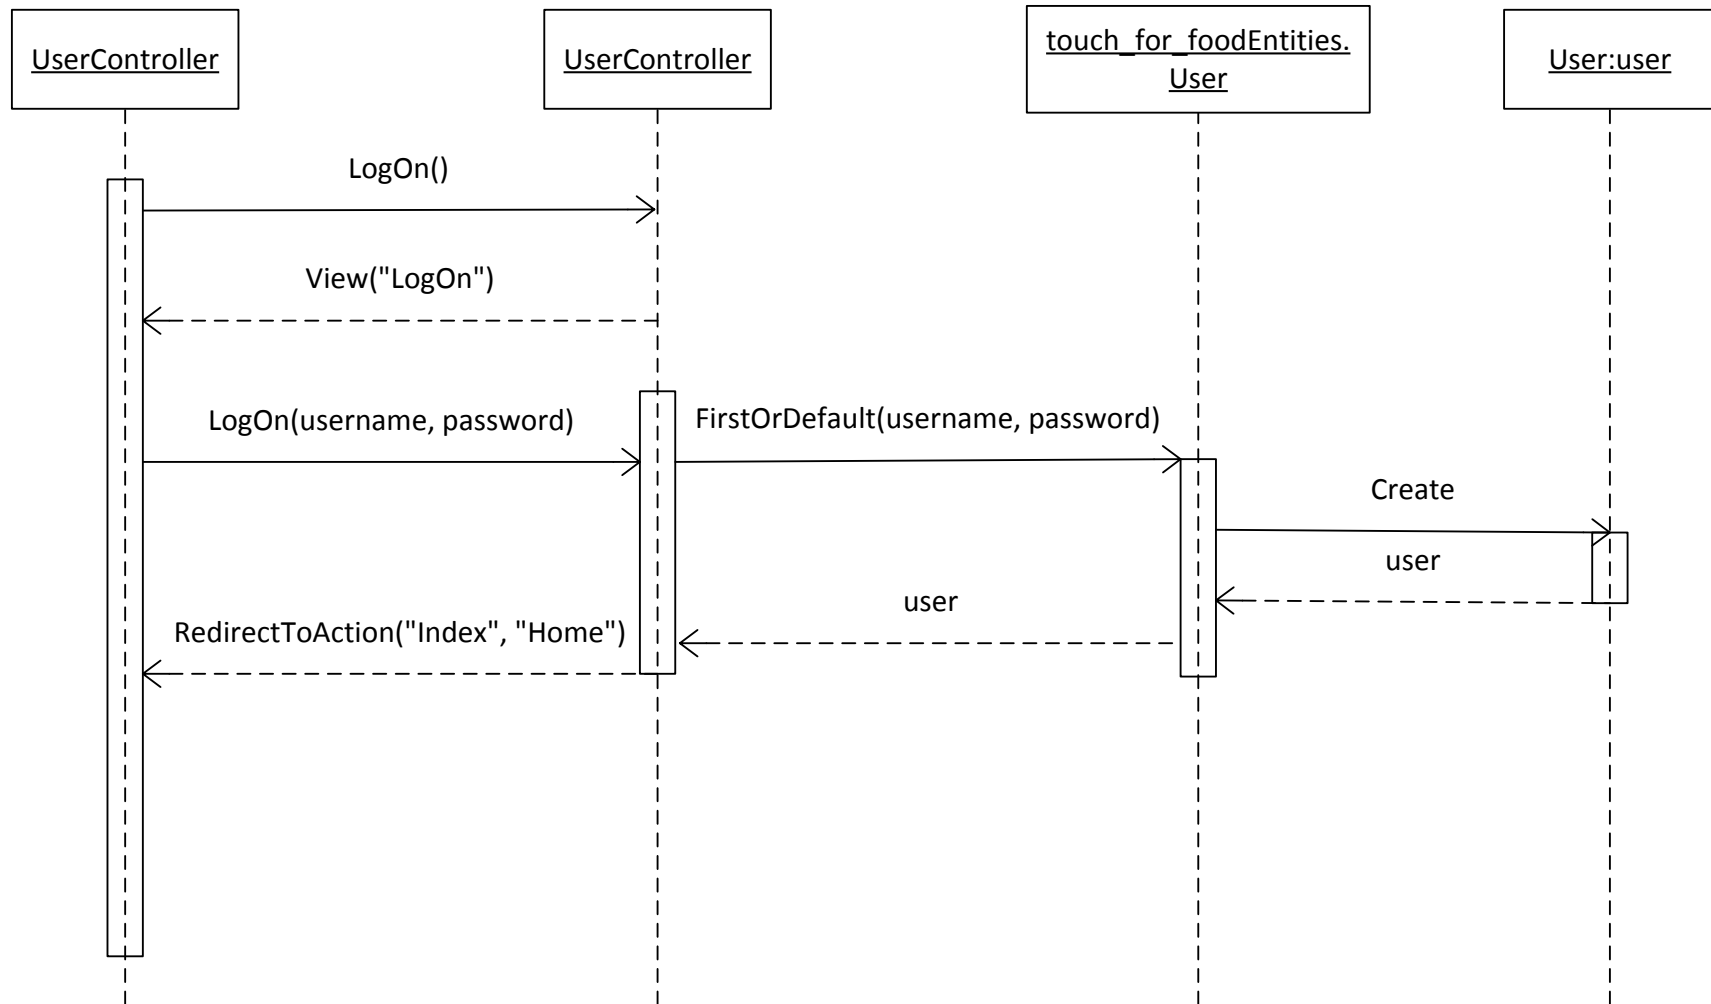 UserController
UserController
touch_for_foodEntities.
User
User:user
LogOn()
View("LogOn")
LogOn(username, password)
FirstOrDefault(username, password)
Create
user
user
RedirectToAction("Index", "Home")